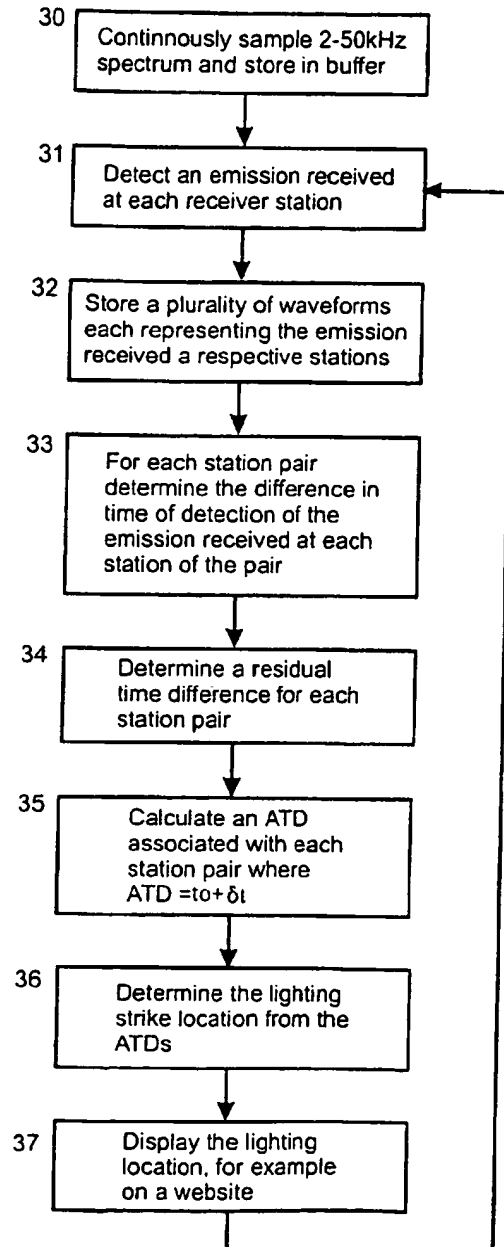 30
Continnously sample 2-50kHz
spectrum and store in buffer
31
Detect an emission received
at each receiver station
32
Store a plurality of waveforms
each representing the emission
received a respective stations
33
For each station pair
determine the difference in
time of detection of the
emission received at each
station of the pair
34
Determine a residual
time difference for each
station pair
35
Calculate an ATD
associated with each
station pair where
ATD =to+δt
36
Determine the lighting
strike location from the
ATDs
37
Display the lighting
location, for example
on a website